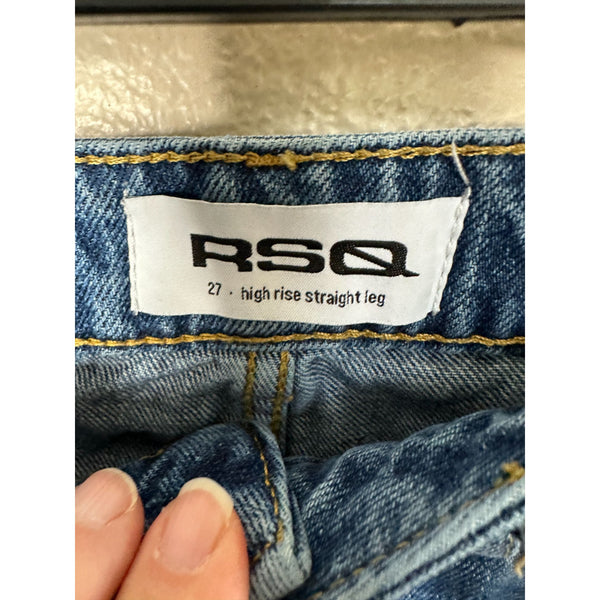 RSQ
27 · high rise straight leg